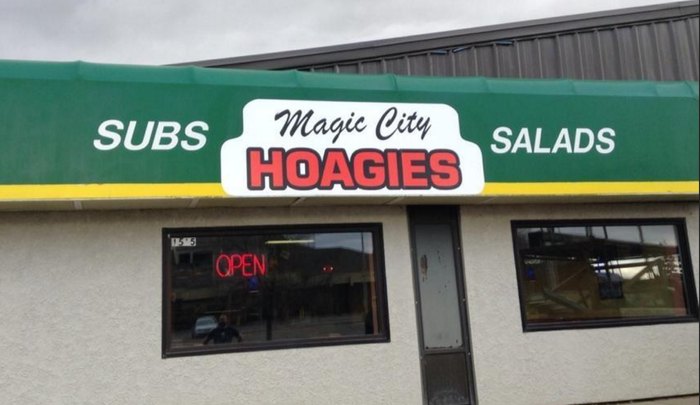 SUBS
Magic City
HOAGIES
SALADS
OPEN